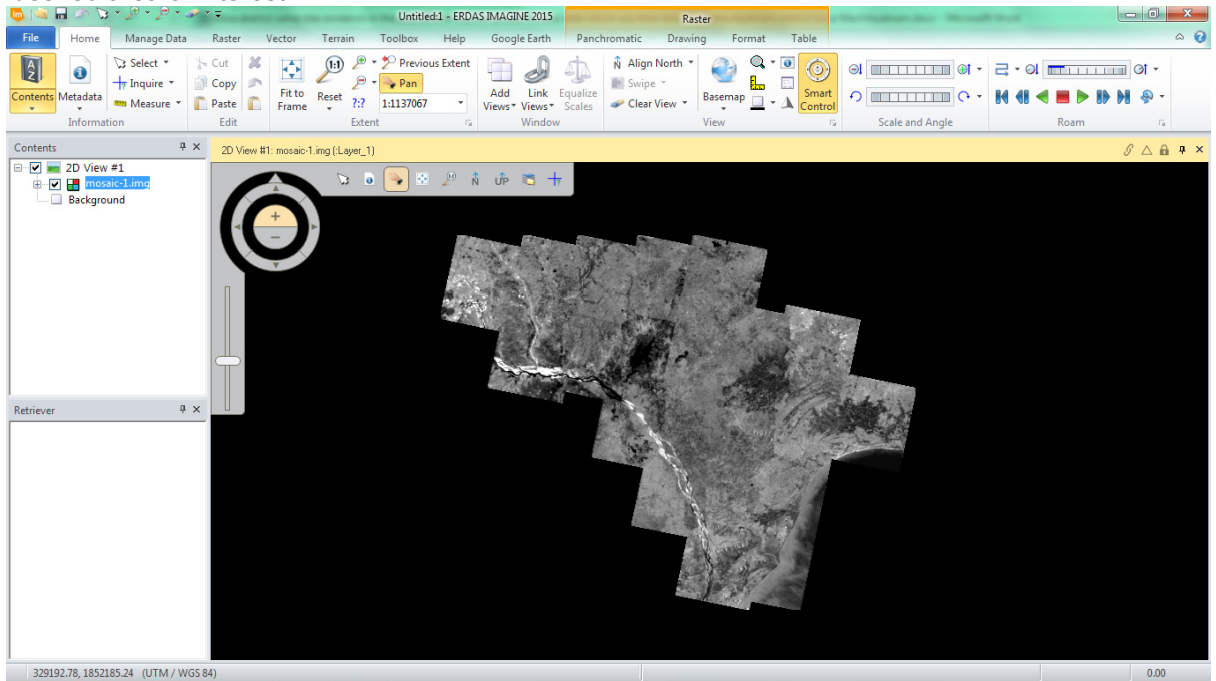 Untitled:1 - ERDAS IMAGINE 2015
Raster
File Home Manage Data Raster Vector Terrain Toolbox Help Google Earth Panchromatic Drawing Format Table
Contents
Metadata
Select
Inquire
Measure
Information
Cut
Copy
Paste
Edit
Fit to
Frame
1:1
Reset
?:?
Previous Extent
Pan
1:1137067
Extent
Add
Views
Link
Views
Equalize
Scales
Window
Align North
Swipe
Clear View
Basemap
Smart
Control
View
Scale and Angle
Roam
Contents
2D View #1
mosaic-1.img
Background
2D View #1: mosaic-1.img (:Layer_1)
N
UP
Retriever
329192.78, 1852185.24 (UTM / WGS 84)
0.00